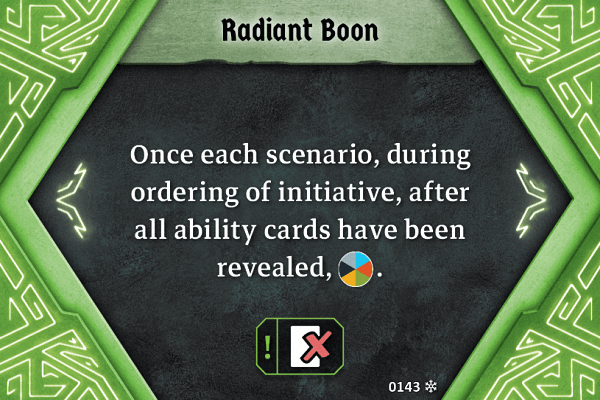 Radiant Boon
Once each scenario, during
ordering of initiative, after
all ability cards have been
revealed, .
!
0143